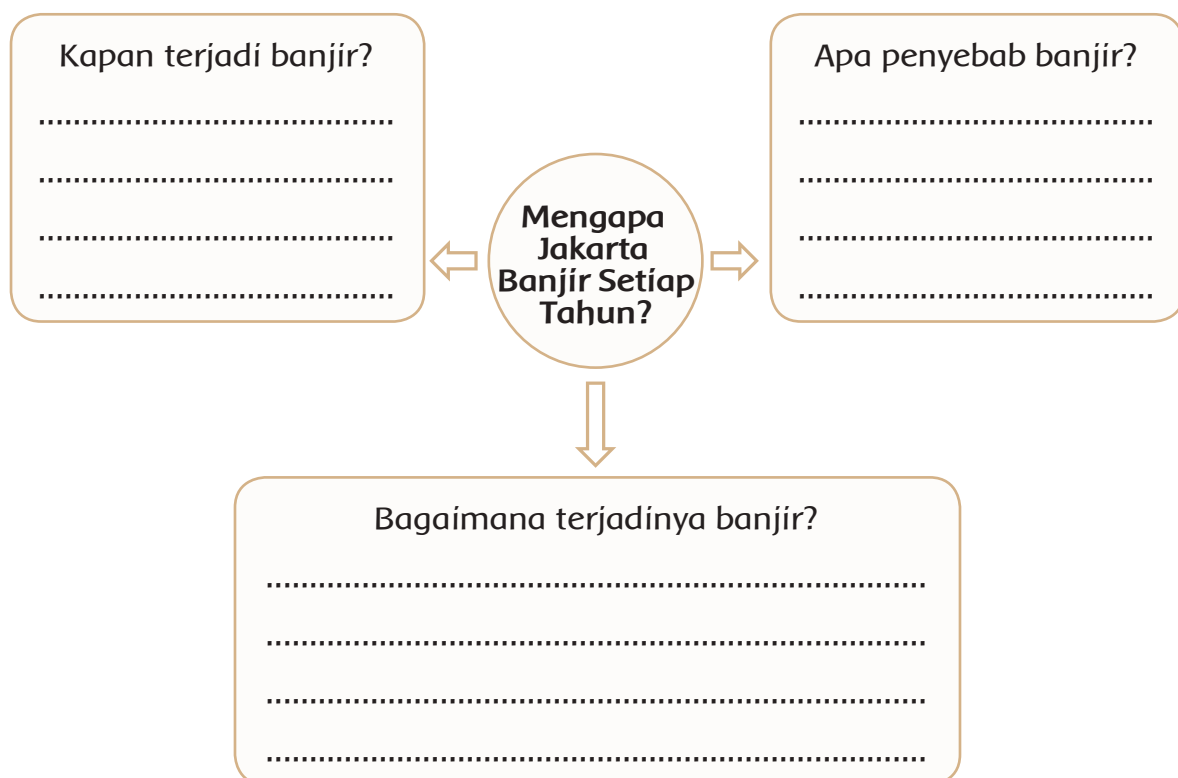 Kapan terjadi banjir?
.........................................
.........................................
.........................................
.........................................
Mengapa
Jakarta
Banjir Setiap
Tahun?
Apa penyebab banjir?
.........................................
.........................................
.........................................
.........................................
Bagaimana terjadinya banjir?
............................................................................
............................................................................
............................................................................
............................................................................